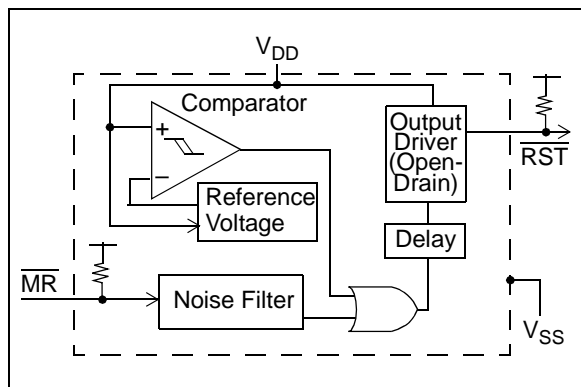 VDD
Comparator
+
–
Reference
Voltage
Output
Driver
(Open-
Drain)
RST
Delay
MR
Noise Filter
VSS